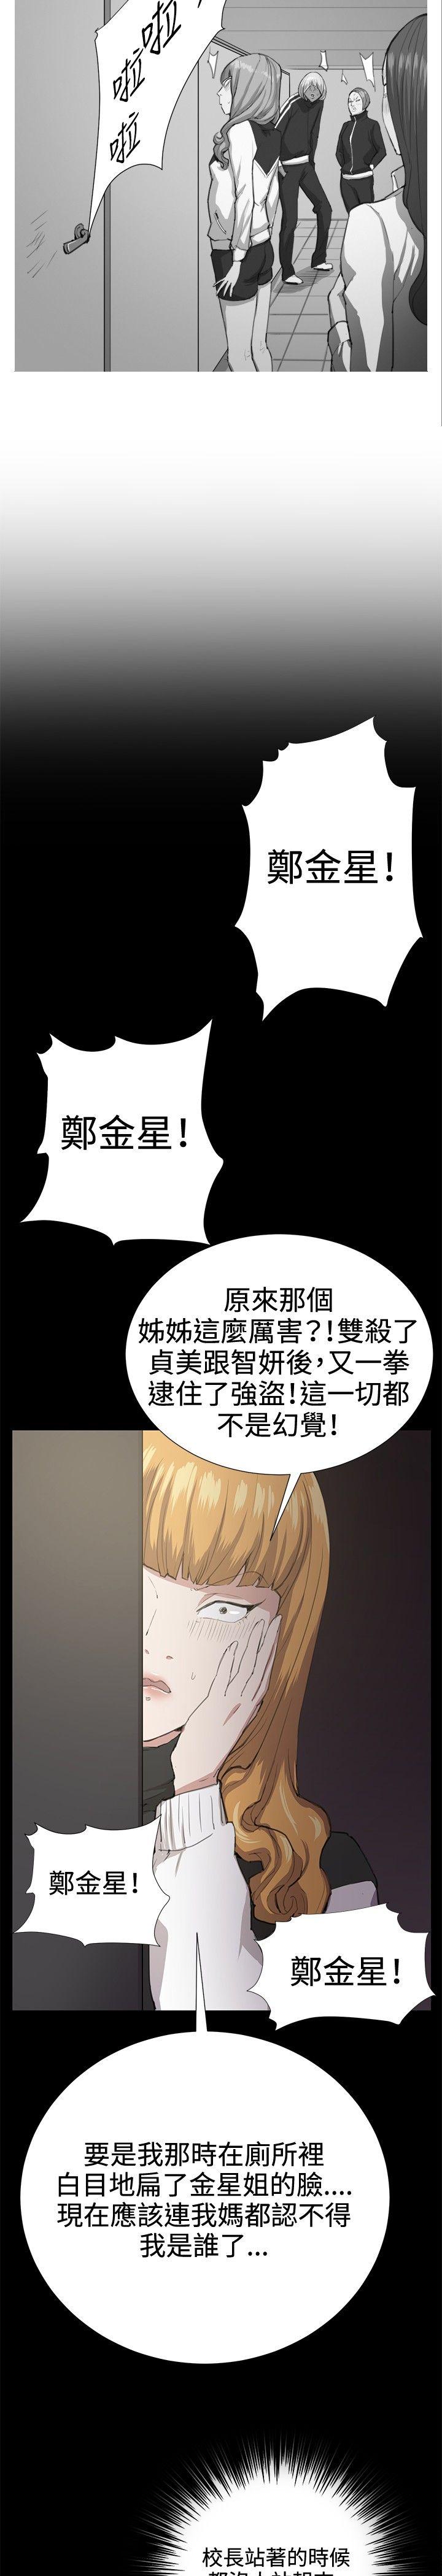 啦
啦
啦
鄭金星!
鄭金星!
原來那個
姊姊這麼厲害?!雙殺了
貞美跟智妍後,又一拳
逮住了強盜!這一切都
不是幻覺!
鄭金星!
鄭金星!
要是我那時在廁所裡
白目地扁了金星姐的臉....
現在應該連我媽都認不得
我是誰了...
校長站著的時候